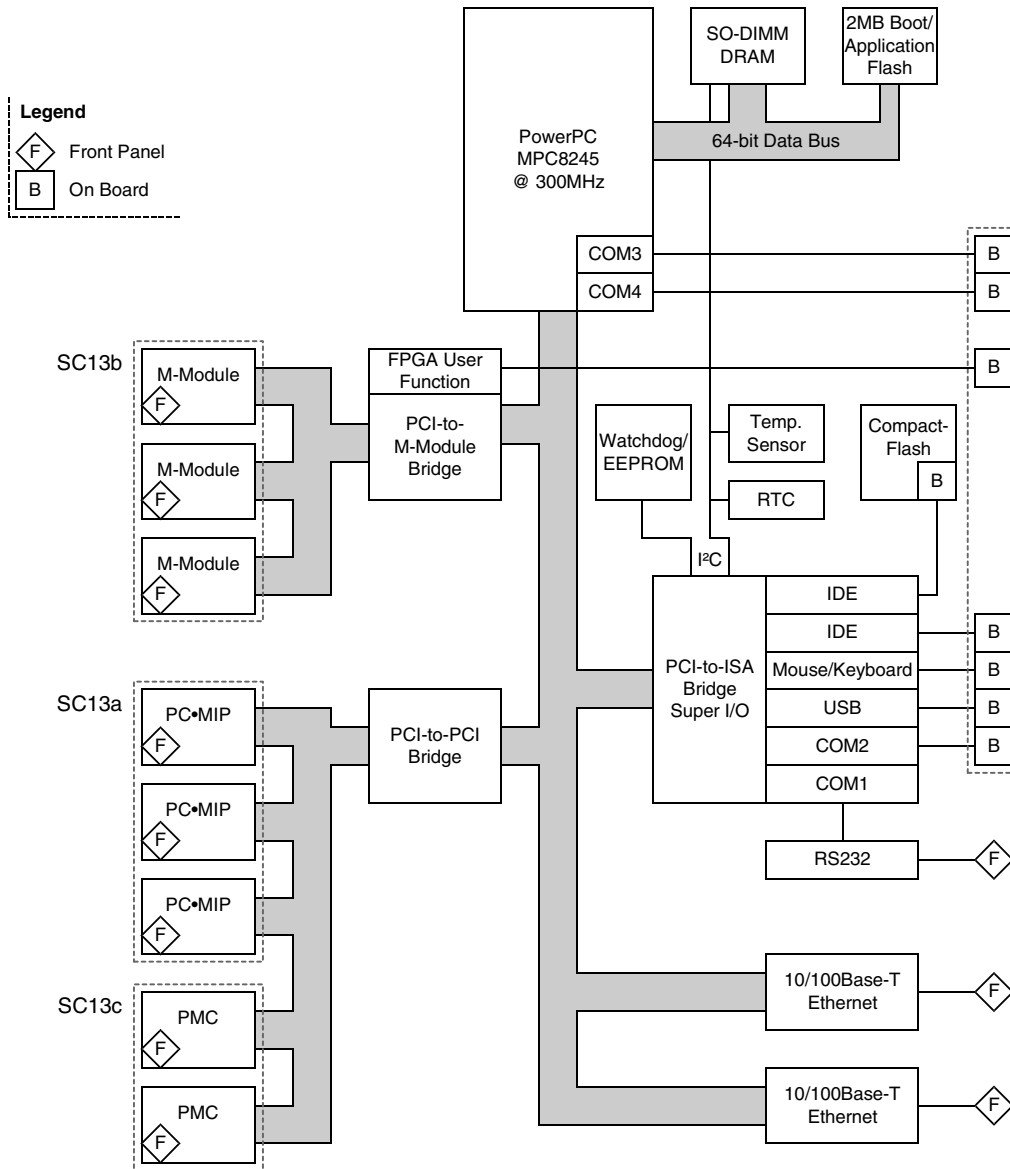 SO-DIMM
DRAM
2MB Boot/
Application
Flash
Legend
F Front Panel
B On Board
PowerPC
MPC8245
@ 300MHz
64-bit Data Bus
COM3
B
COM4
B
SC13b
M-Module
F
M-Module
F
M-Module
F
FPGA User
Function
B
PCI-to-
M-Module
Bridge
Watchdog/
EEPROM
Temp.
Sensor
RTC
Compact-
Flash
B
I²C
PCI-to-ISA
Bridge
Super I/O
IDE
IDE
B
Mouse/Keyboard
B
USB
B
COM2
B
COM1
RS232
F
SC13a
PC•MIP
F
PC•MIP
F
PC•MIP
F
PCI-to-PCI
Bridge
SC13c
PMC
F
PMC
F
10/100Base-T
Ethernet
F
10/100Base-T
Ethernet
F